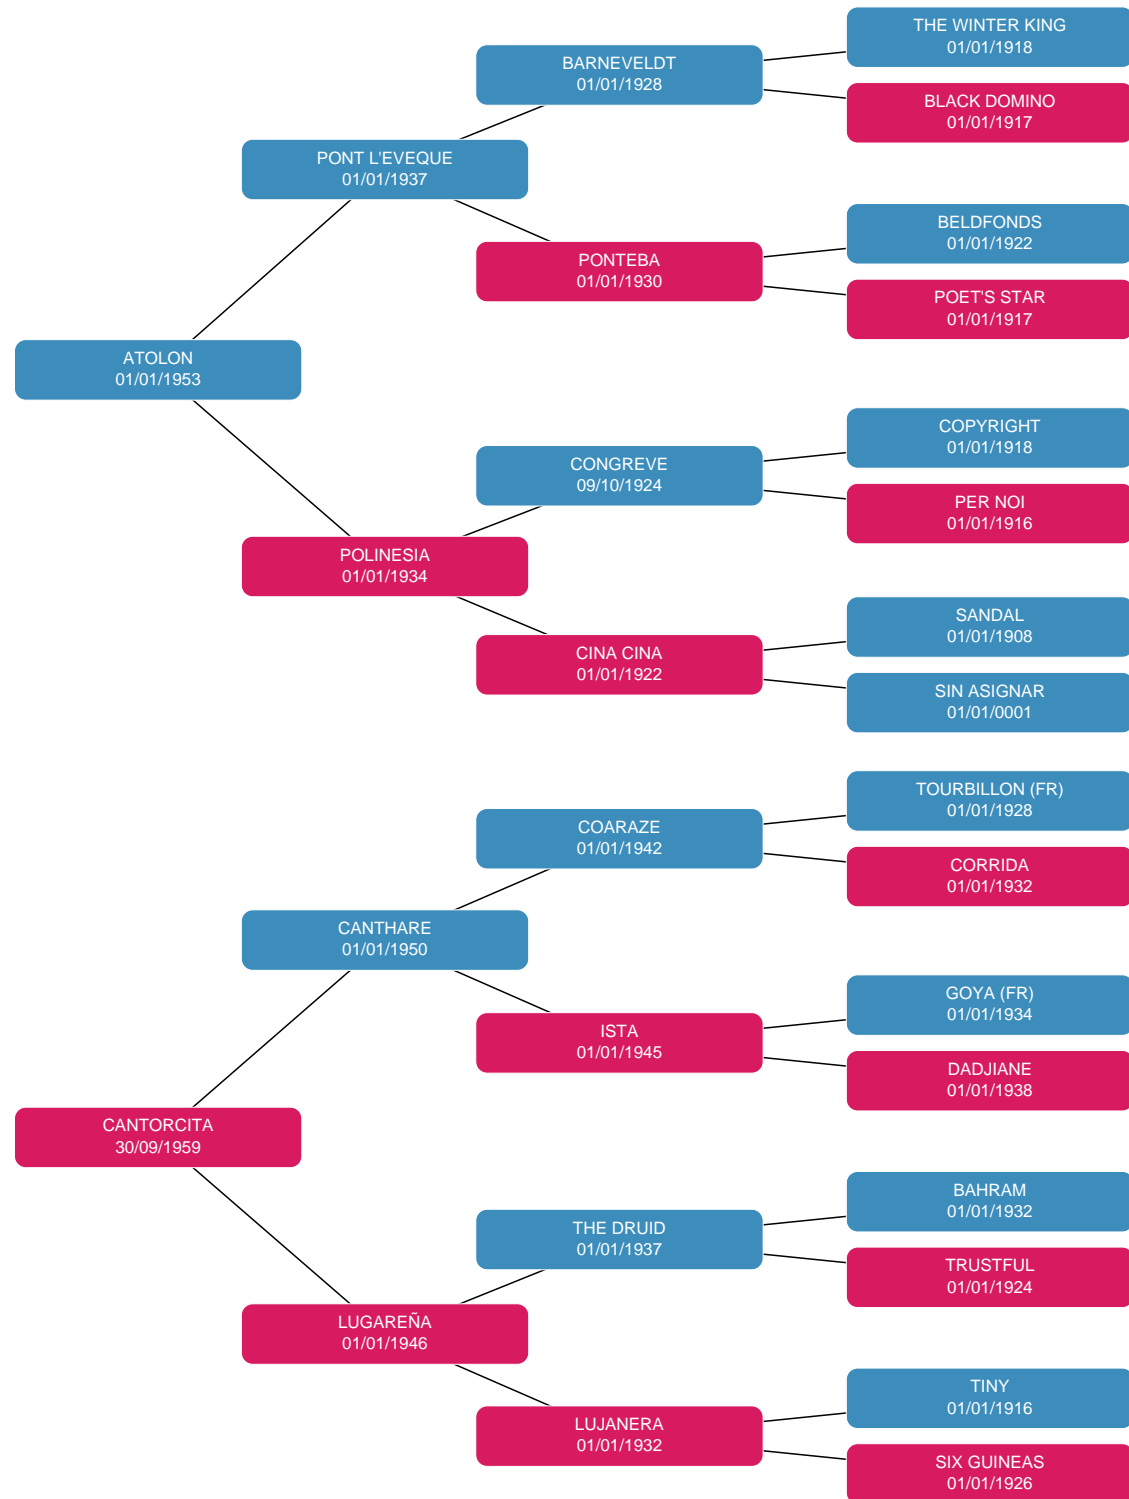 THE WINTER KING
01/01/1918
BARNEVELDT
01/01/1928
BLACK DOMINO
01/01/1917
PONT L'EVEQUE
01/01/1937
BELDFONDS
01/01/1922
PONTEBA
01/01/1930
POET'S STAR
01/01/1917
ATOLON
01/01/1953
COPYRIGHT
01/01/1918
CONGREVE
09/10/1924
PER NOI
01/01/1916
POLINESIA
01/01/1934
SANDAL
01/01/1908
CINA CINA
01/01/1922
SIN ASIGNAR
01/01/0001
TOURBILLON (FR)
01/01/1928
COARAZE
01/01/1942
CORRIDA
01/01/1932
CANTHARE
01/01/1950
GOYA (FR)
01/01/1934
ISTA
01/01/1945
DADJIANE
01/01/1938
CANTORCITA
30/09/1959
BAHRAM
01/01/1932
THE DRUID
01/01/1937
TRUSTFUL
01/01/1924
LUGAREÑA
01/01/1946
TINY
01/01/1916
LUJANERA
01/01/1932
SIX GUINEAS
01/01/1926